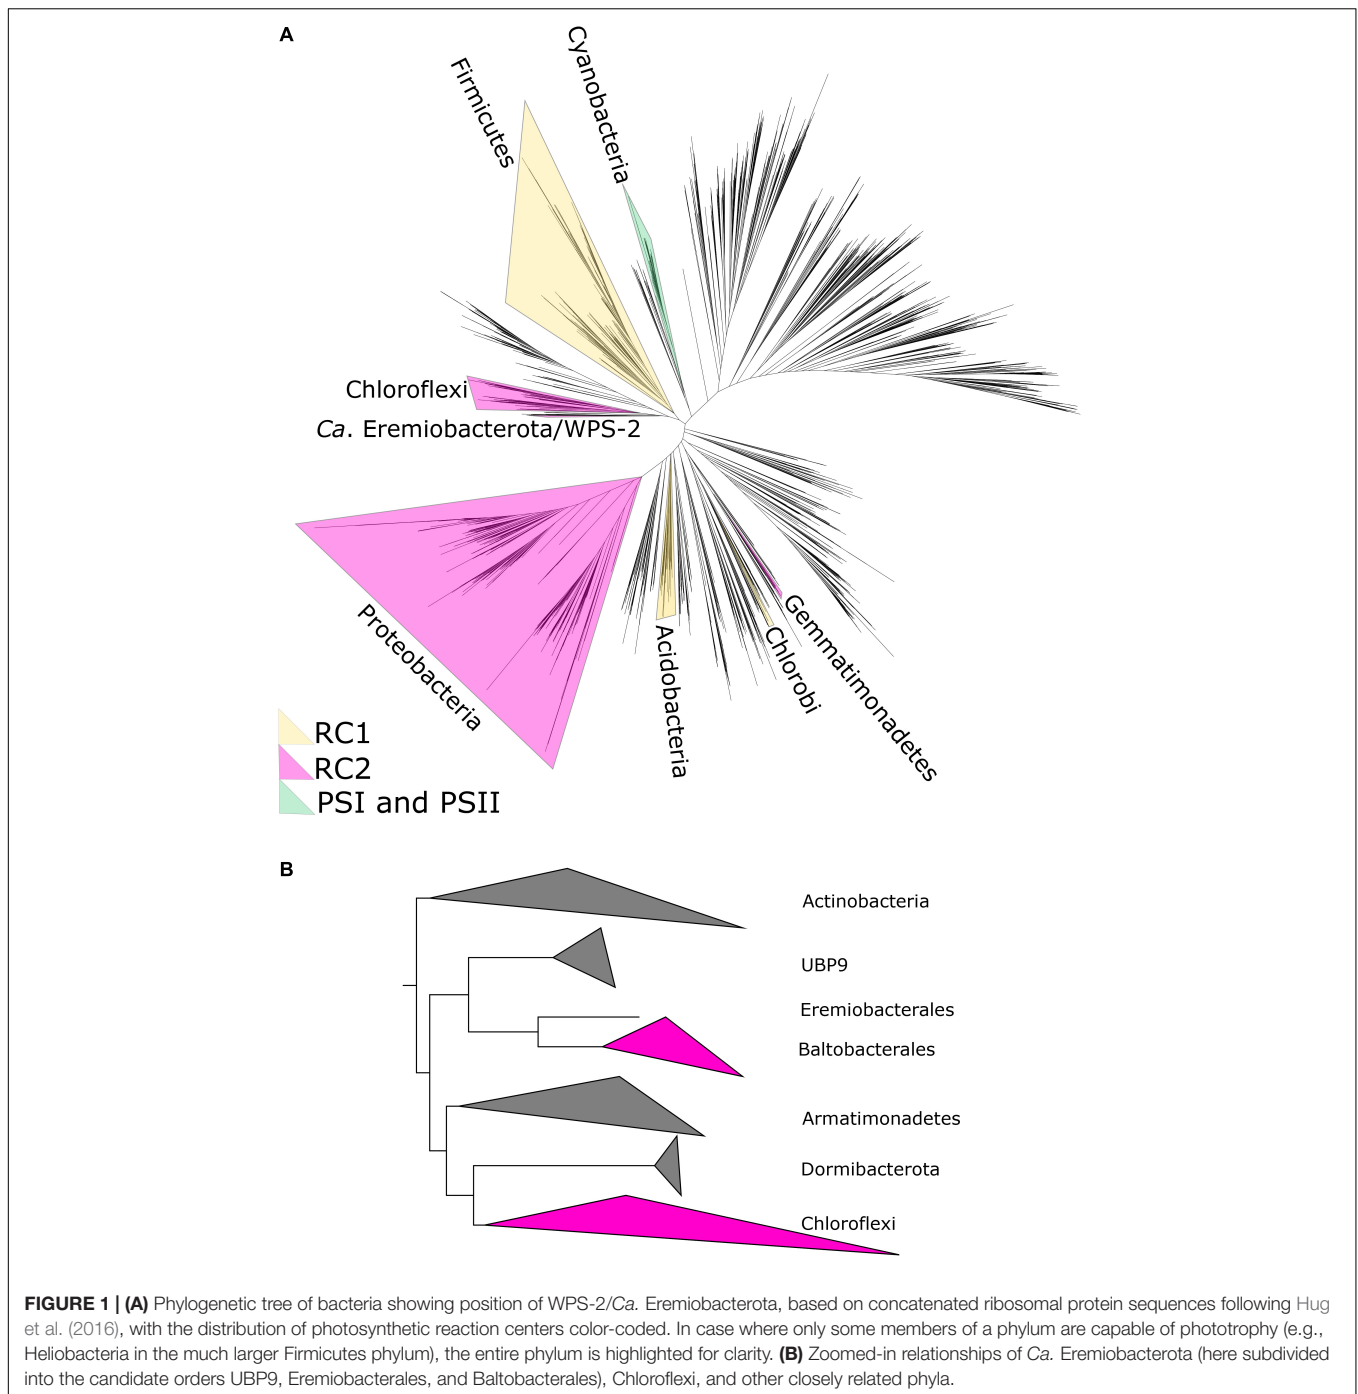 A
Cyanobacteria
Firmicutes
Chloroflexi
Ca. Eremiobacterota/WPS-2
Proteobacteria
Acidobacteria
Chlorobi
Gemmatimonadetes
RC1
RC2
PSI and PSII
B
Actinobacteria
UBP9
Eremiobacterales
Baltobacterales
Armatimonadetes
Dormibacterota
Chloroflexi
FIGURE 1 | (A) Phylogenetic tree of bacteria showing position of WPS-2/Ca. Eremiobacterota, based on concatenated ribosomal protein sequences following Hug
et al. (2016), with the distribution of photosynthetic reaction centers color-coded. In case where only some members of a phylum are capable of phototrophy (e.g.,
Heliobacteria in the much larger Firmicutes phylum), the entire phylum is highlighted for clarity. (B) Zoomed-in relationships of Ca. Eremiobacterota (here subdivided
into the candidate orders UBP9, Eremiobacterales, and Baltobacterales), Chloroflexi, and other closely related phyla.